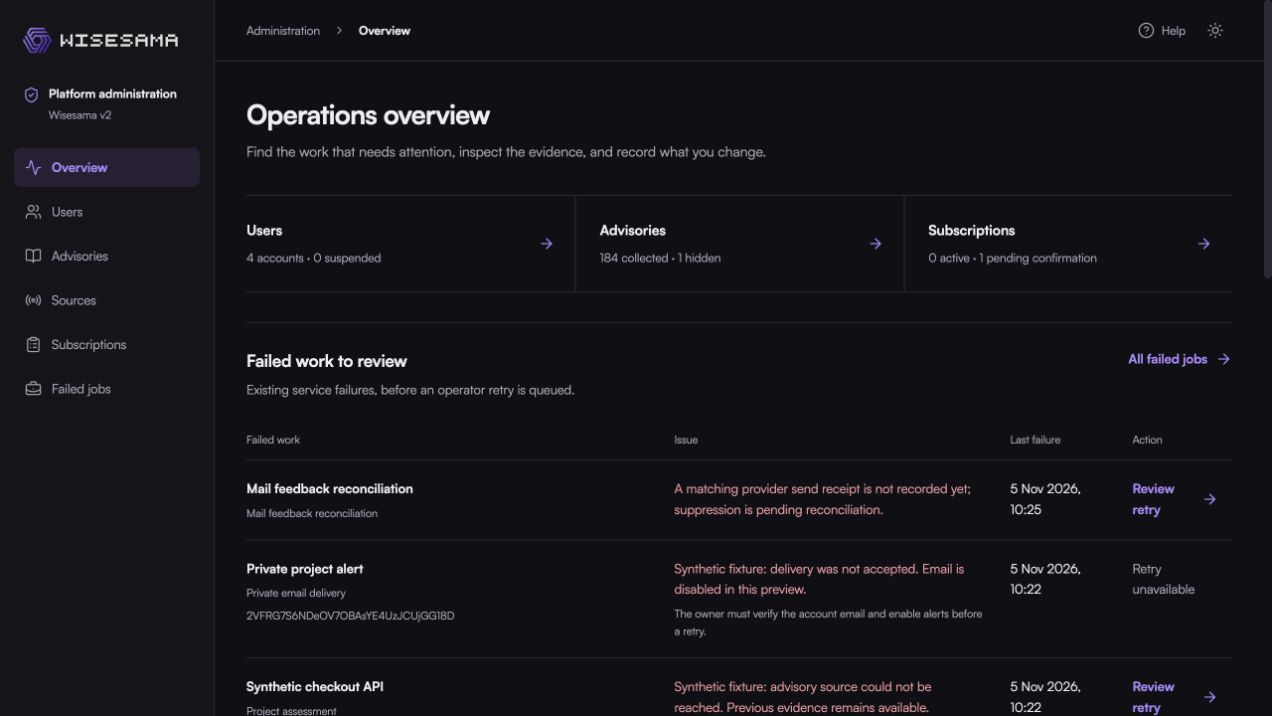 WISESAMA
Administration > Overview
Help
Platform administration
Wisesama v2
Overview
Users
Advisories
Sources
Subscriptions
Failed jobs
Operations overview
Find the work that needs attention, inspect the evidence, and record what you change.
Users
4 accounts · 0 suspended
Advisories
184 collected · 1 hidden
Subscriptions
0 active · 1 pending confirmation
Failed work to review
All failed jobs
Existing service failures, before an operator retry is queued.
Failed work
Issue
Last failure
Action
Mail feedback reconciliation
Mail feedback reconciliation
A matching provider send receipt is not recorded yet;
suppression is pending reconciliation.
5 Nov 2026,
10:25
Review
retry
Private project alert
Private email delivery
2VFRG7S6NDeOV7OBAsYE4UzJCUjGG18D
Synthetic fixture: delivery was not accepted. Email is
disabled in this preview.
The owner must verify the account email and enable alerts before
a retry.
5 Nov 2026,
10:22
Retry
unavailable
Synthetic checkout API
Project assessment
Synthetic fixture: advisory source could not be
reached. Previous evidence remains available.
5 Nov 2026,
10:22
Review
retry